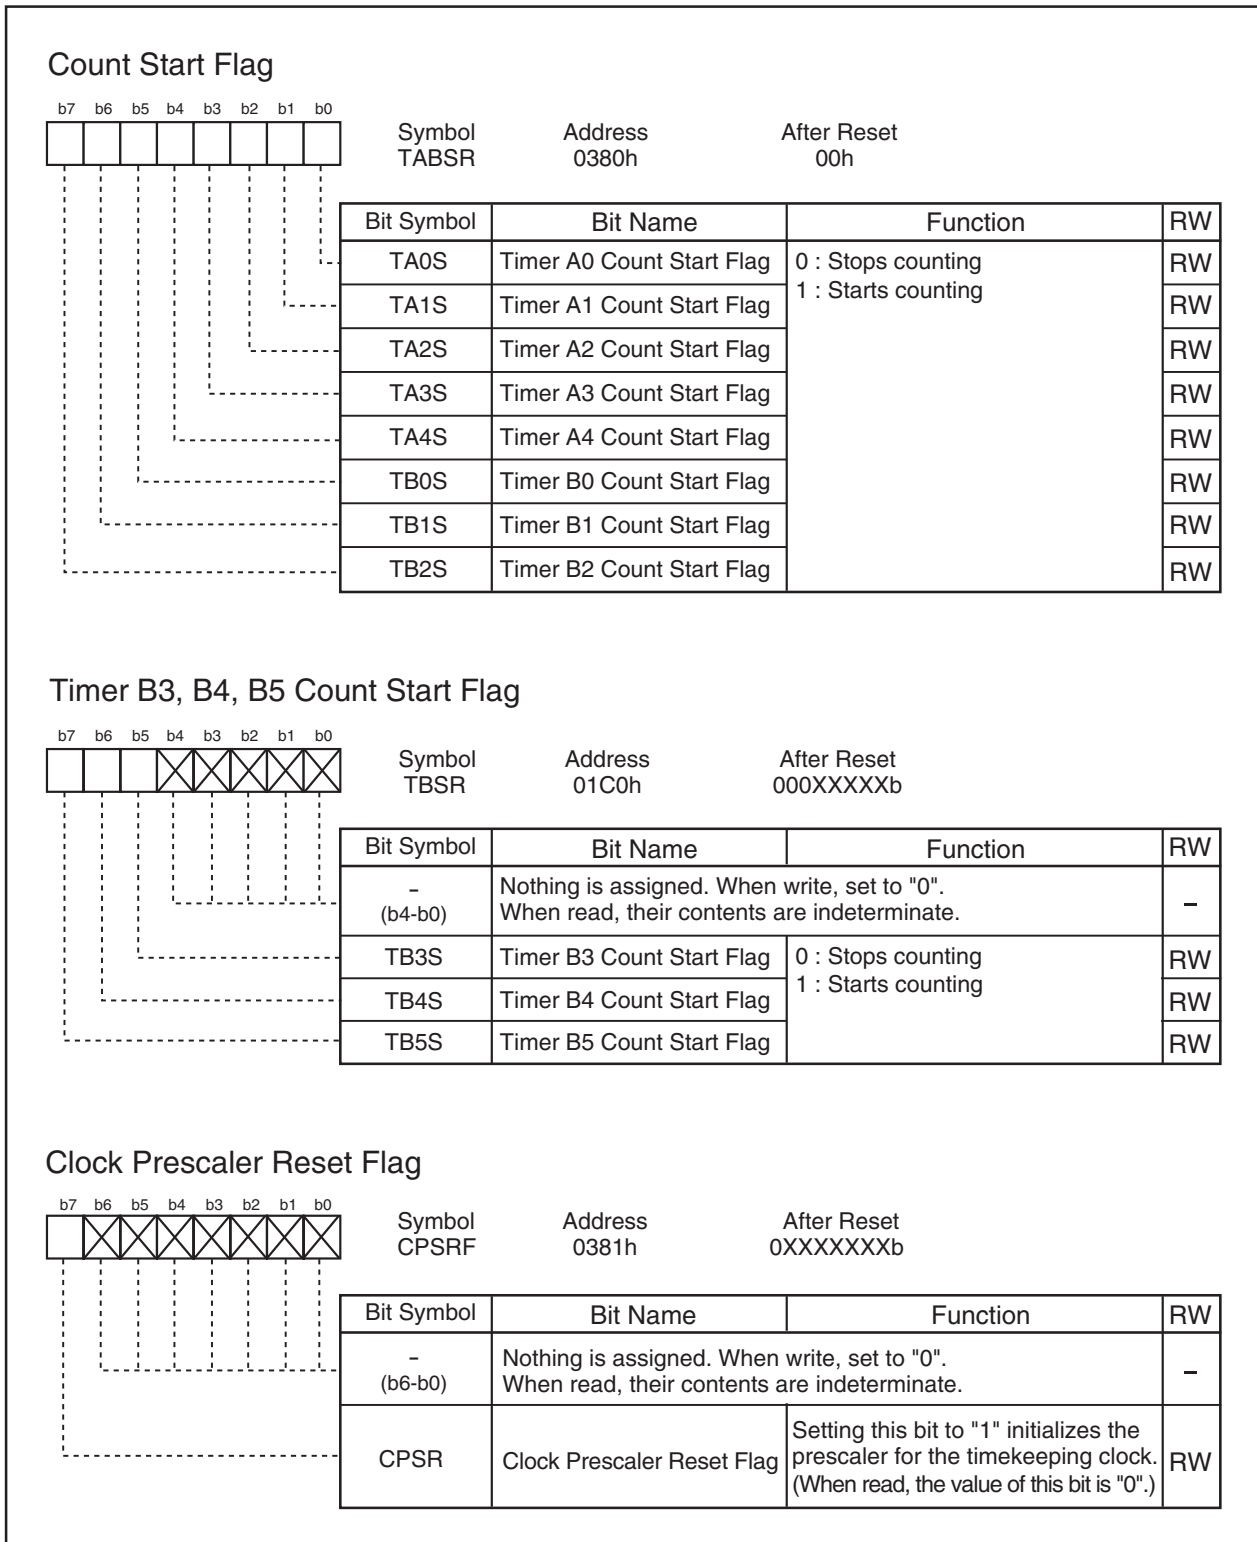 Count Start Flag
b7 b6 b5 b4 b3 b2 b1 b0
Symbol Address After Reset
TABSR 0380h 00h
Bit Symbol Bit Name Function RW
TA0S Timer A0 Count Start Flag 0 : Stops counting RW
1 : Starts counting
TA1S Timer A1 Count Start Flag RW
TA2S Timer A2 Count Start Flag RW
TA3S Timer A3 Count Start Flag RW
TA4S Timer A4 Count Start Flag RW
TB0S Timer B0 Count Start Flag RW
TB1S Timer B1 Count Start Flag RW
TB2S Timer B2 Count Start Flag RW
Timer B3, B4, B5 Count Start Flag
b7 b6 b5 b4 b3 b2 b1 b0
Symbol Address After Reset
TBSR 01C0h 000XXXXXb
Bit Symbol Bit Name Function RW
– Nothing is assigned. When write, set to "0".
(b4-b0) When read, their contents are indeterminate. –
TB3S Timer B3 Count Start Flag 0 : Stops counting RW
1 : Starts counting
TB4S Timer B4 Count Start Flag RW
TB5S Timer B5 Count Start Flag RW
Clock Prescaler Reset Flag
b7 b6 b5 b4 b3 b2 b1 b0
Symbol Address After Reset
CPSRF 0381h 0XXXXXXXb
Bit Symbol Bit Name Function RW
– Nothing is assigned. When write, set to "0".
(b6-b0) When read, their contents are indeterminate. –
Setting this bit to "1" initializes the
CPSR Clock Prescaler Reset Flag prescaler for the timekeeping clock. RW
(When read, the value of this bit is "0".)